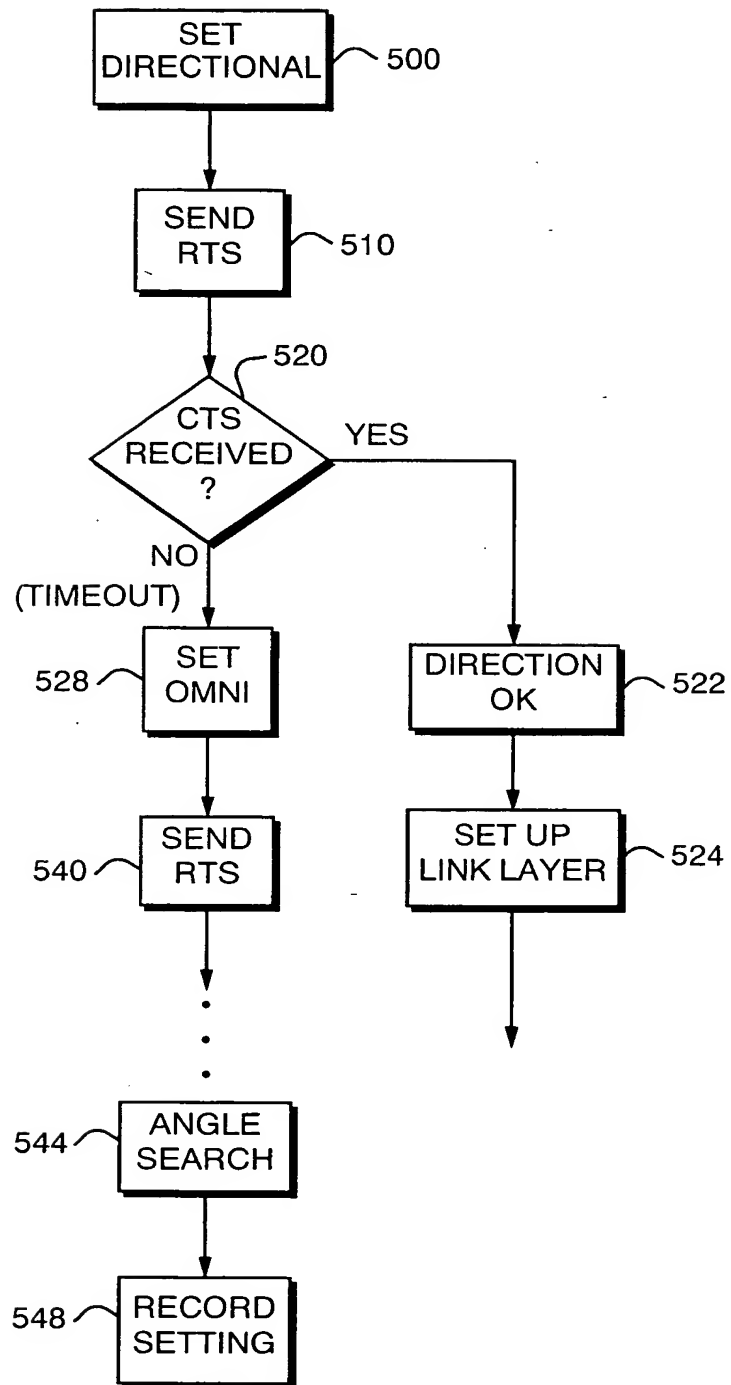 SET
DIRECTIONAL
500
SEND
RTS
510
520
CTS
RECEIVED
?
YES
NO
(TIMEOUT)
528
SET
OMNI
DIRECTION
OK
522
540
SEND
RTS
SET UP
LINK LAYER
524
544
ANGLE
SEARCH
548
RECORD
SETTING